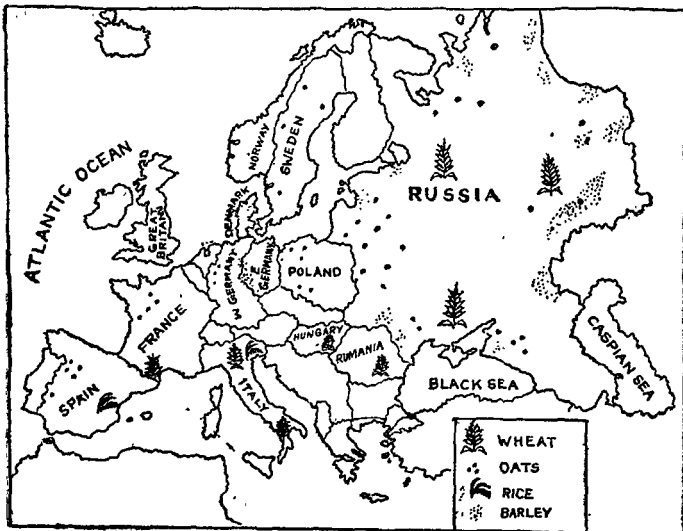 ATLANTIC OCEAN
NORWAY
SWEDEN
RUSSIA
GREAT
BRITAIN
DENMARK
W GERMANY
E GERMANY
POLAND
FRANCE
HUNGARY
RUMANIA
SPAIN
ITALY
BLACK SEA
CASPIAN SEA
WHEAT
OATS
RICE
BARLEY